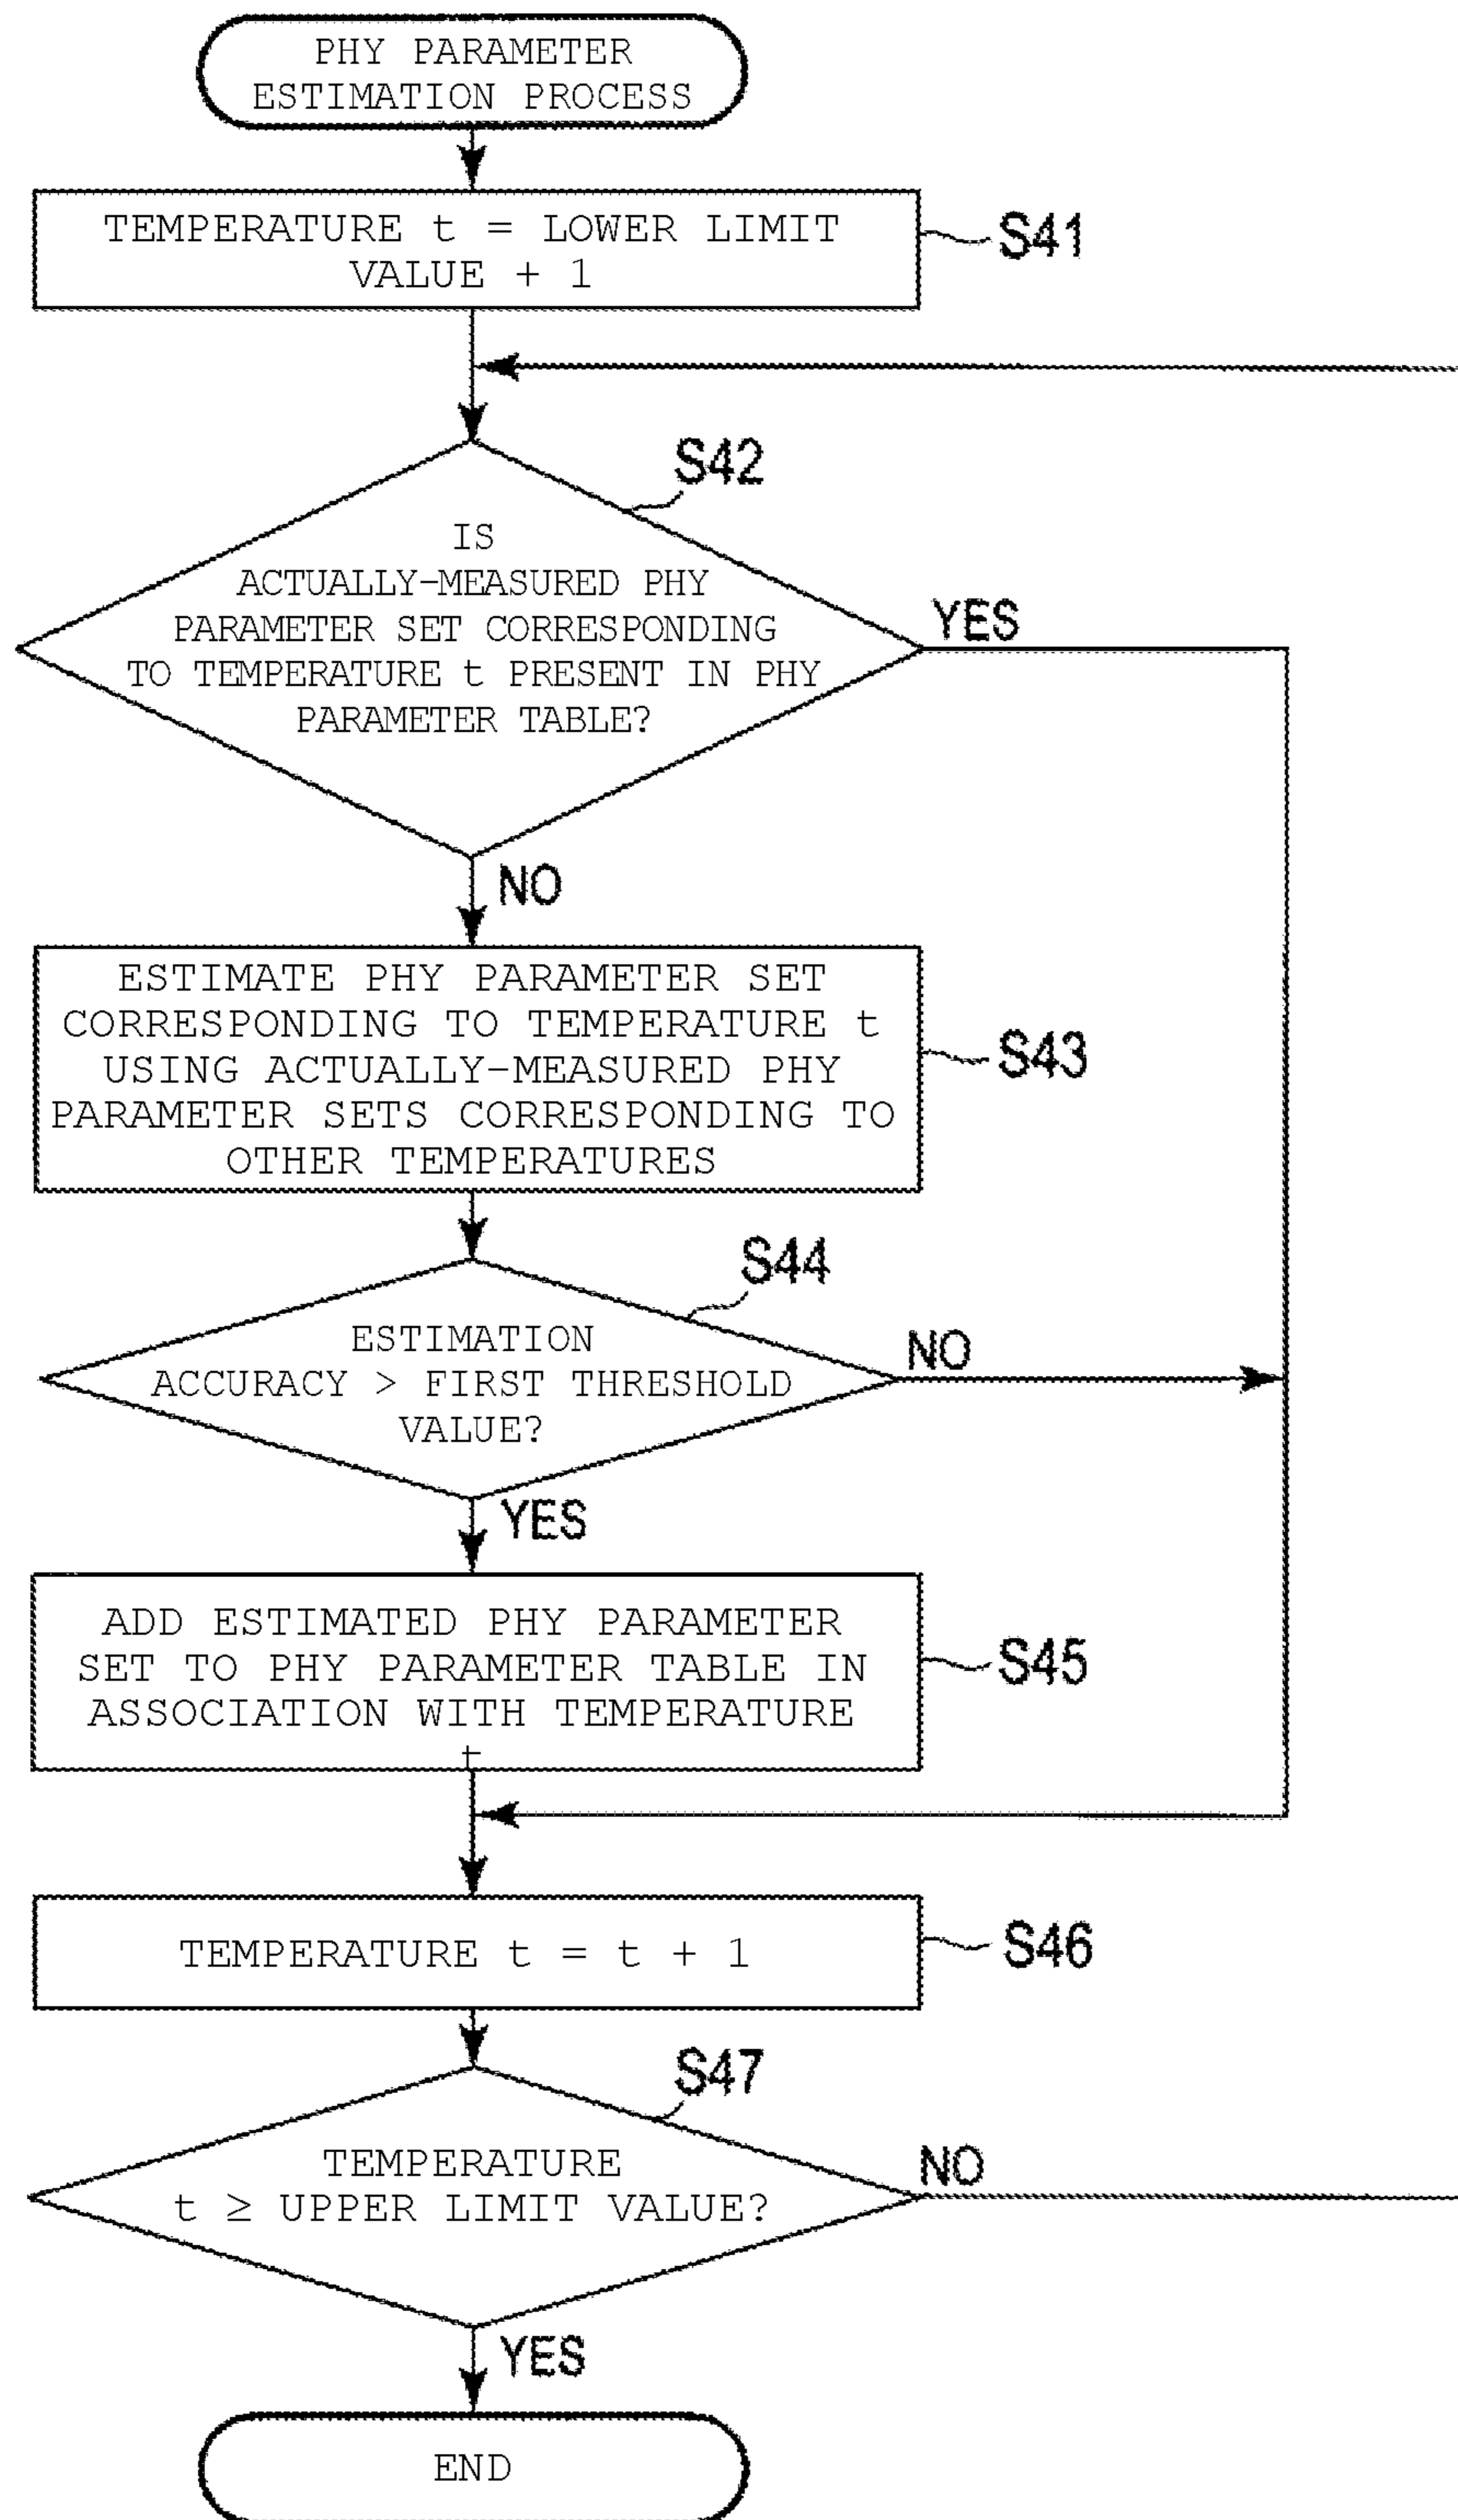 PHY PARAMETER
ESTIMATION PROCESS
TEMPERATURE t = LOWER LIMIT
VALUE + 1
S41
S42
IS
ACTUALLY-MEASURED PHY
PARAMETER SET CORRESPONDING
TO TEMPERATURE t PRESENT IN PHY
PARAMETER TABLE?
YES
NO
ESTIMATE PHY PARAMETER SET
CORRESPONDING TO TEMPERATURE t
USING ACTUALLY-MEASURED PHY
PARAMETER SETS CORRESPONDING TO
OTHER TEMPERATURES
S43
S44
ESTIMATION
ACCURACY > FIRST THRESHOLD
VALUE?
NO
YES
ADD ESTIMATED PHY PARAMETER
SET TO PHY PARAMETER TABLE IN
ASSOCIATION WITH TEMPERATURE
t
S45
TEMPERATURE t = t + 1
S46
S47
TEMPERATURE
t ≥ UPPER LIMIT VALUE?
NO
YES
END